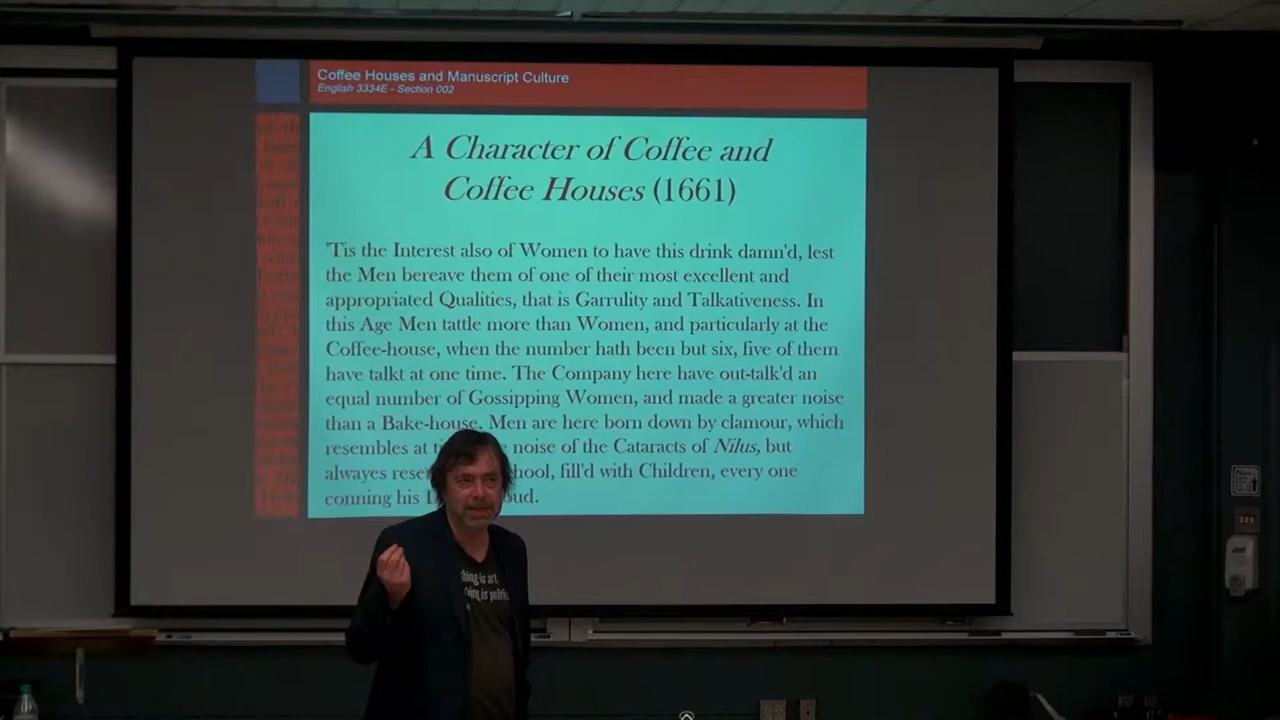 Coffee Houses and Manuscript Culture
English 3334E - Section 002
A Character of Coffee and
Coffee Houses (1661)
'Tis the Interest also of Women to have this drink damn'd, lest
the Men bereave them of one of their most excellent and
appropriated Qualities, that is Garrulity and Talkativeness. In
this Age Men tattle more than Women, and particularly at the
Coffee-house, when the number hath been but six, five of them
have talkt at one time. The Company here have out-talk'd an
equal number of Gossipping Women, and made a greater noise
than a Bake-house. Men are here born down by clamour, which
resembles at noise of the Cataracts of Nilus, but
alwayes fill'd with Children, every one
conning his
is art
is